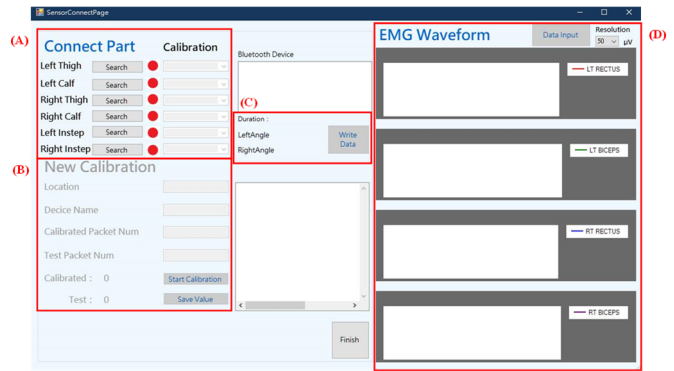 SensorConnectPage
(A)
Connect Part
Calibration
Left Thigh Search
Left Calf Search
Right Thigh Search
Right Calf Search
Left Instep Search
Right Instep Search
(B)
New Calibration
Location
Device Name
Calibrated Packet Num
Test Packet Num
Calibrated : 0
Start Calibration
Test : 0
Save Value
Bluetooth Device
(C)
Duration :
LeftAngle
RightAngle
Write
Data
Finish
(D)
EMG Waveform
Data Input
Resolution
50 μV
LT RECTUS
LT BICEPS
RT RECTUS
RT BICEPS